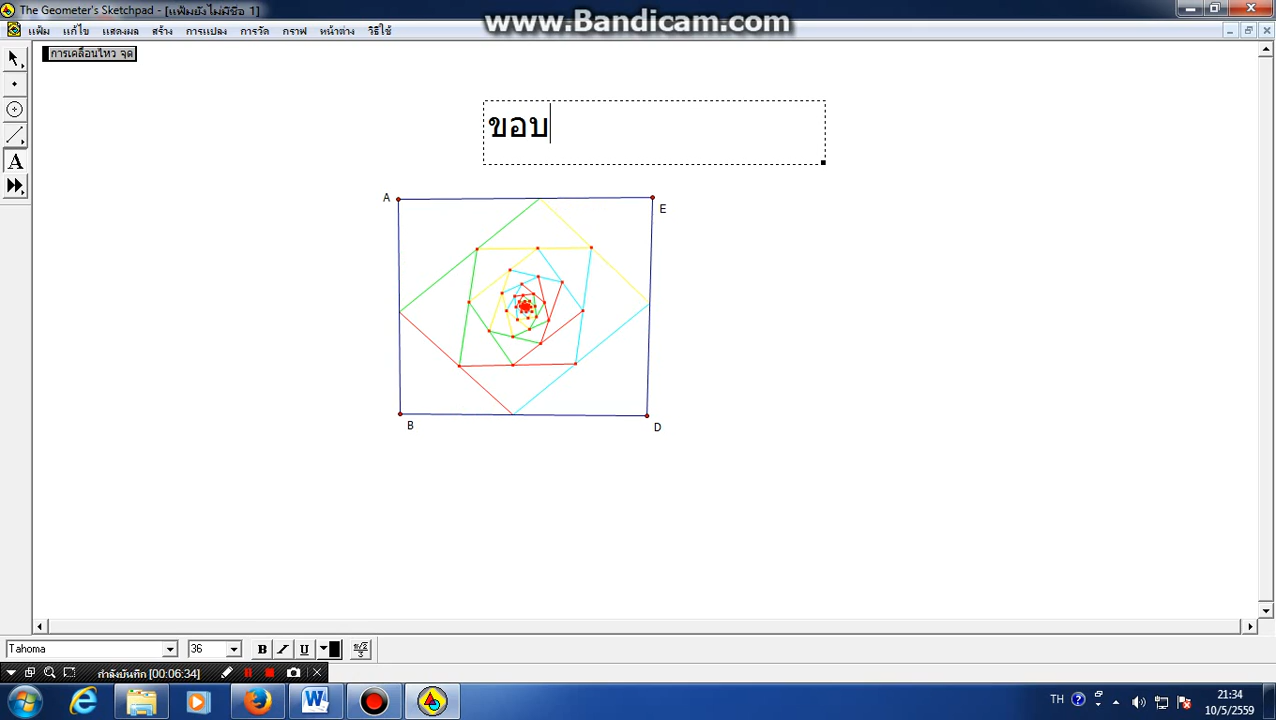 The Geometer's Sketchpad - [แฟ้มยังไม่มีชื่อ 1]
www.Bandicam.com
แฟ้ม แก้ไข แสดงผล สร้าง การแปลง การวัด กราฟ หน้าต่าง วิธีใช้
การเคลื่อนไหว จุด
ขอบ
A
E
B
D
A
Tahoma 36 B I U
กำลังบันทึก [00:06:34]
TH
21:34
10/5/2559